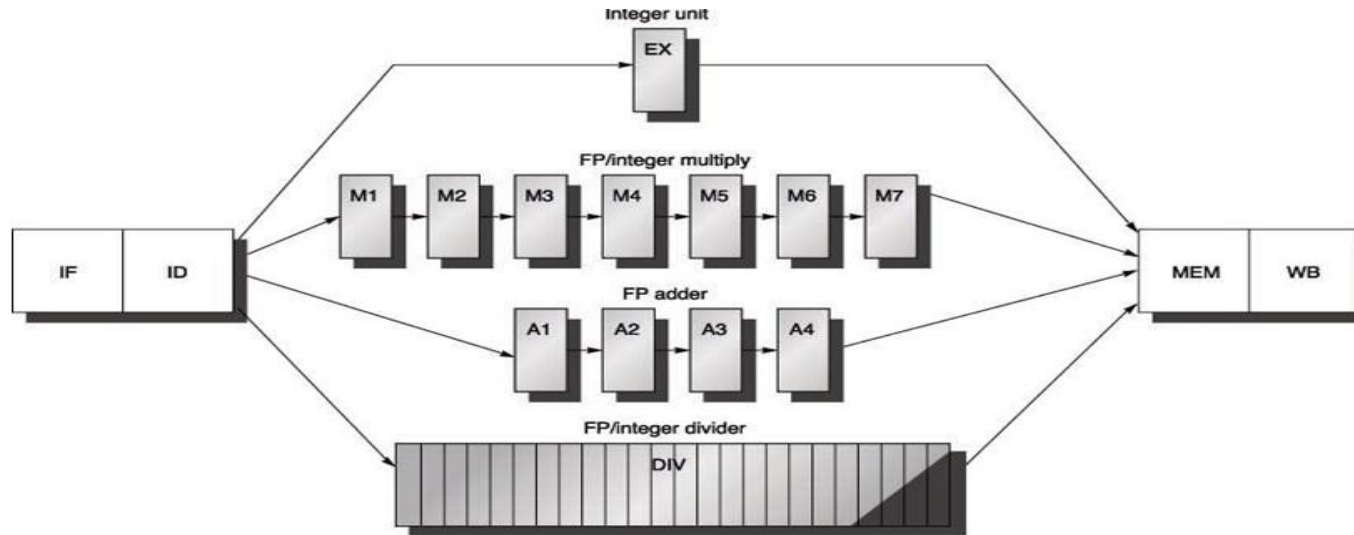 Integer unit
EX
FP/integer multiply
M1 M2 M3 M4 M5 M6 M7
IF ID
MEM WB
FP adder
A1 A2 A3 A4
FP/integer divider
DIV